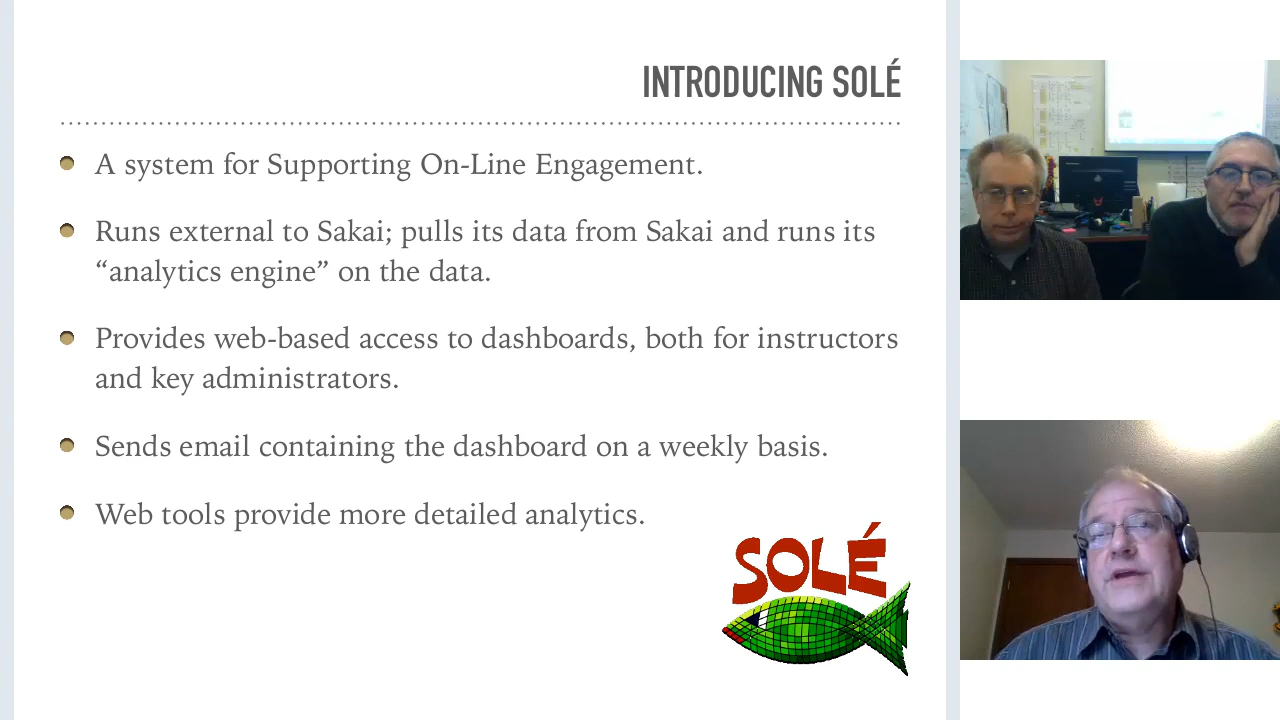 INTRODUCING SOLÉ
A system for Supporting On-Line Engagement.
Runs external to Sakai; pulls its data from Sakai and runs its
“analytics engine” on the data.
Provides web-based access to dashboards, both for instructors
and key administrators.
Sends email containing the dashboard on a weekly basis.
Web tools provide more detailed analytics.
SOLÉ